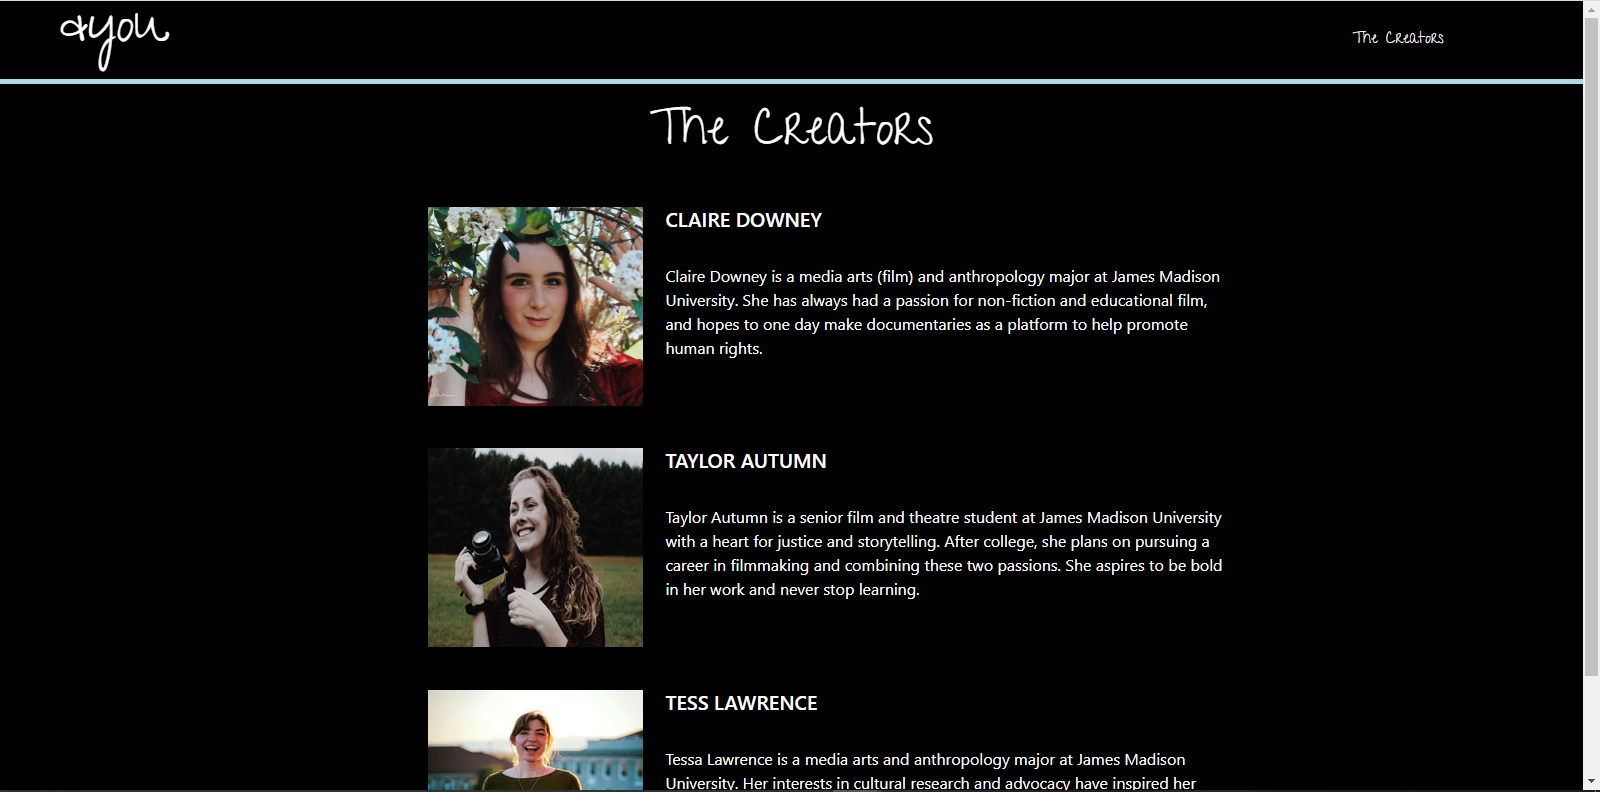 &you
The Creators
The Creators
CLAIRE DOWNEY
Claire Downey is a media arts (film) and anthropology major at James Madison
University. She has always had a passion for non-fiction and educational film,
and hopes to one day make documentaries as a platform to help promote
human rights.
TAYLOR AUTUMN
Taylor Autumn is a senior film and theatre student at James Madison University
with a heart for justice and storytelling. After college, she plans on pursuing a
career in filmmaking and combining these two passions. She aspires to be bold
in her work and never stop learning.
TESS LAWRENCE
Tessa Lawrence is a media arts and anthropology major at James Madison
University. Her interests in cultural research and advocacy have inspired her